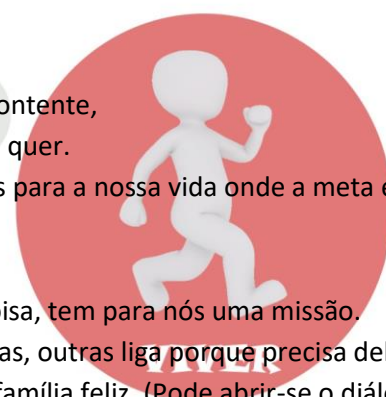 ontente,
quer.
s para a nossa vida onde a meta e
isa, tem para nós uma missão.
as, outras liga porque precisa del
VIVER
família feliz. (Pode abrir-se o diálo